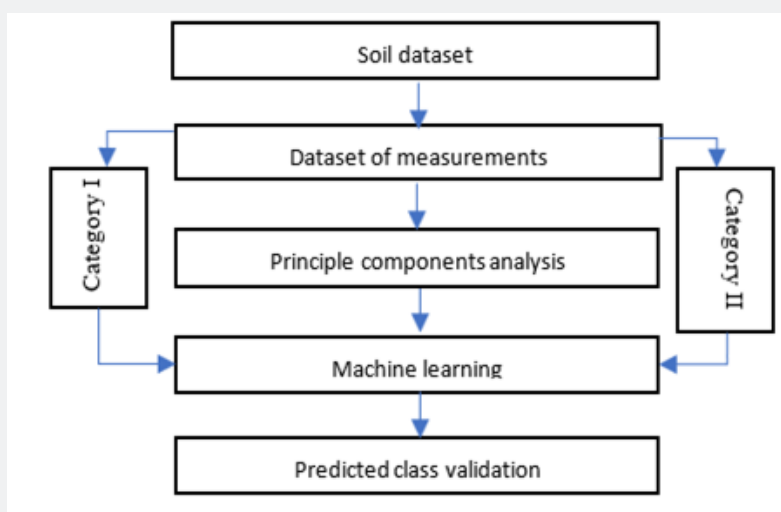 Soil dataset
Dataset of measurements
Category I
Category II
Principle components analysis
Machine learning
Predicted class validation